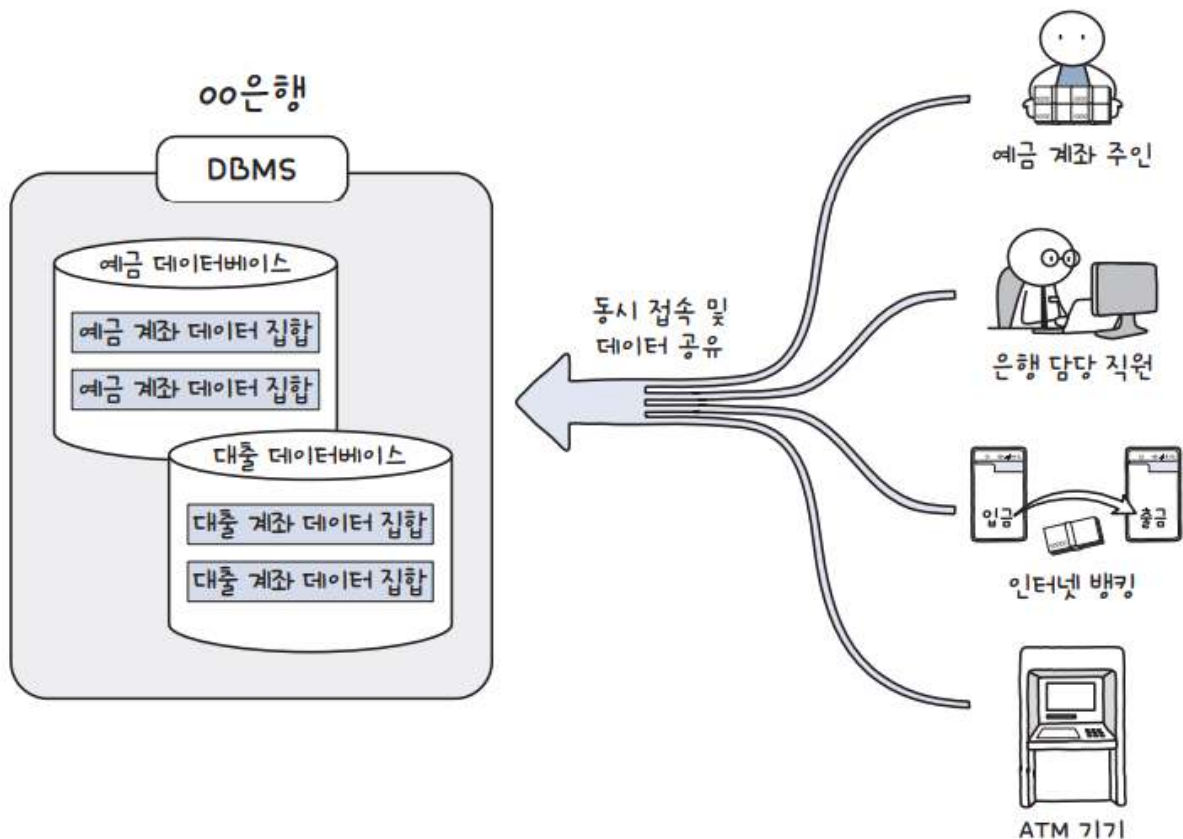 oo은행
DBMS
예금 데이터베이스
예금 계좌 데이터 집합
예금 계좌 데이터 집합
대출 데이터베이스
대출 계좌 데이터 집합
대출 계좌 데이터 집합
동시 접속 및
데이터 공유
예금 계좌 주인
은행 담당 직원
입금
출금
인터넷 뱅킹
ATM 기기